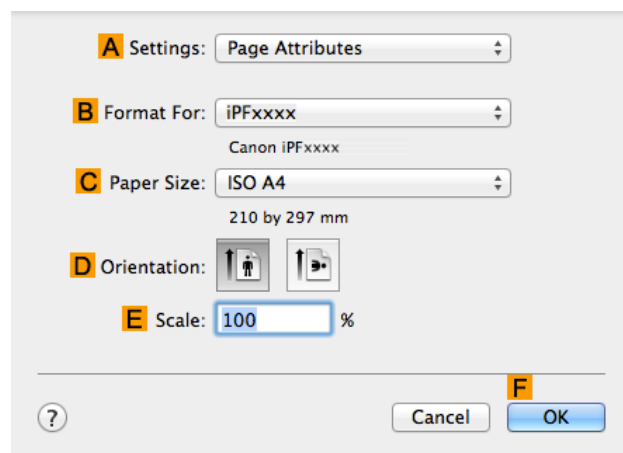 A Settings: Page Attributes
B Format For: iPFxxxx
Canon iPFxxxx
C Paper Size: ISO A4
210 by 297 mm
D Orientation:
E Scale: 100 %
F
? Cancel OK